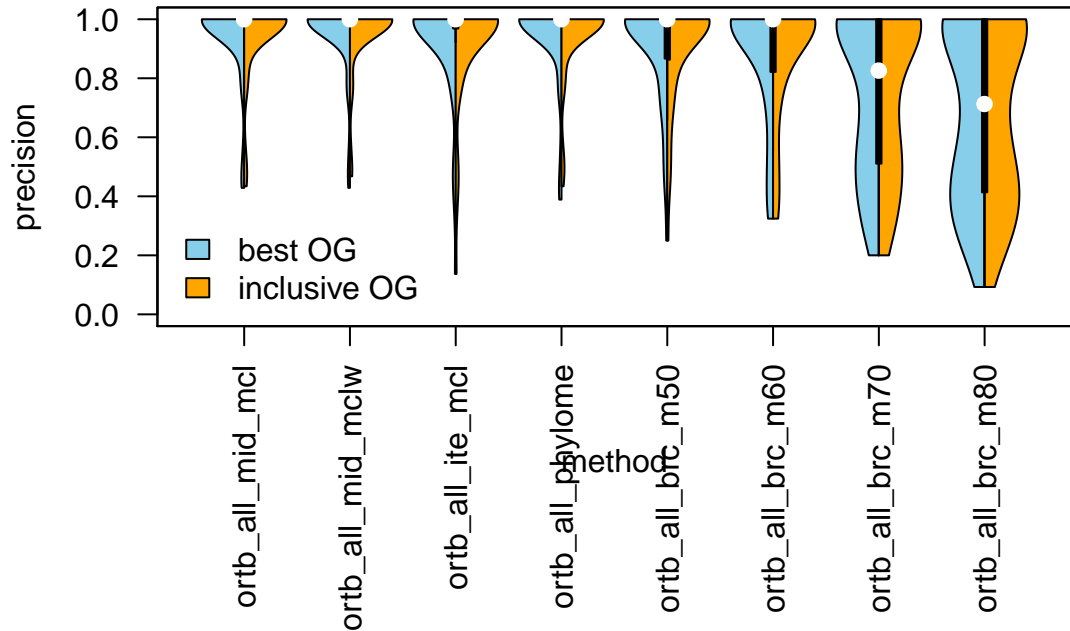 1.0
0.8
0.6
0.4
0.2
0.0
precision
best OG
inclusive OG
ortb_all_mid_mcl
ortb_all_mid_mclw
ortb_all_ite_mcl
ortb_all_phylome
ortb_all_brc_m50
ortb_all_brc_m60
ortb_all_brc_m70
ortb_all_brc_m80
method